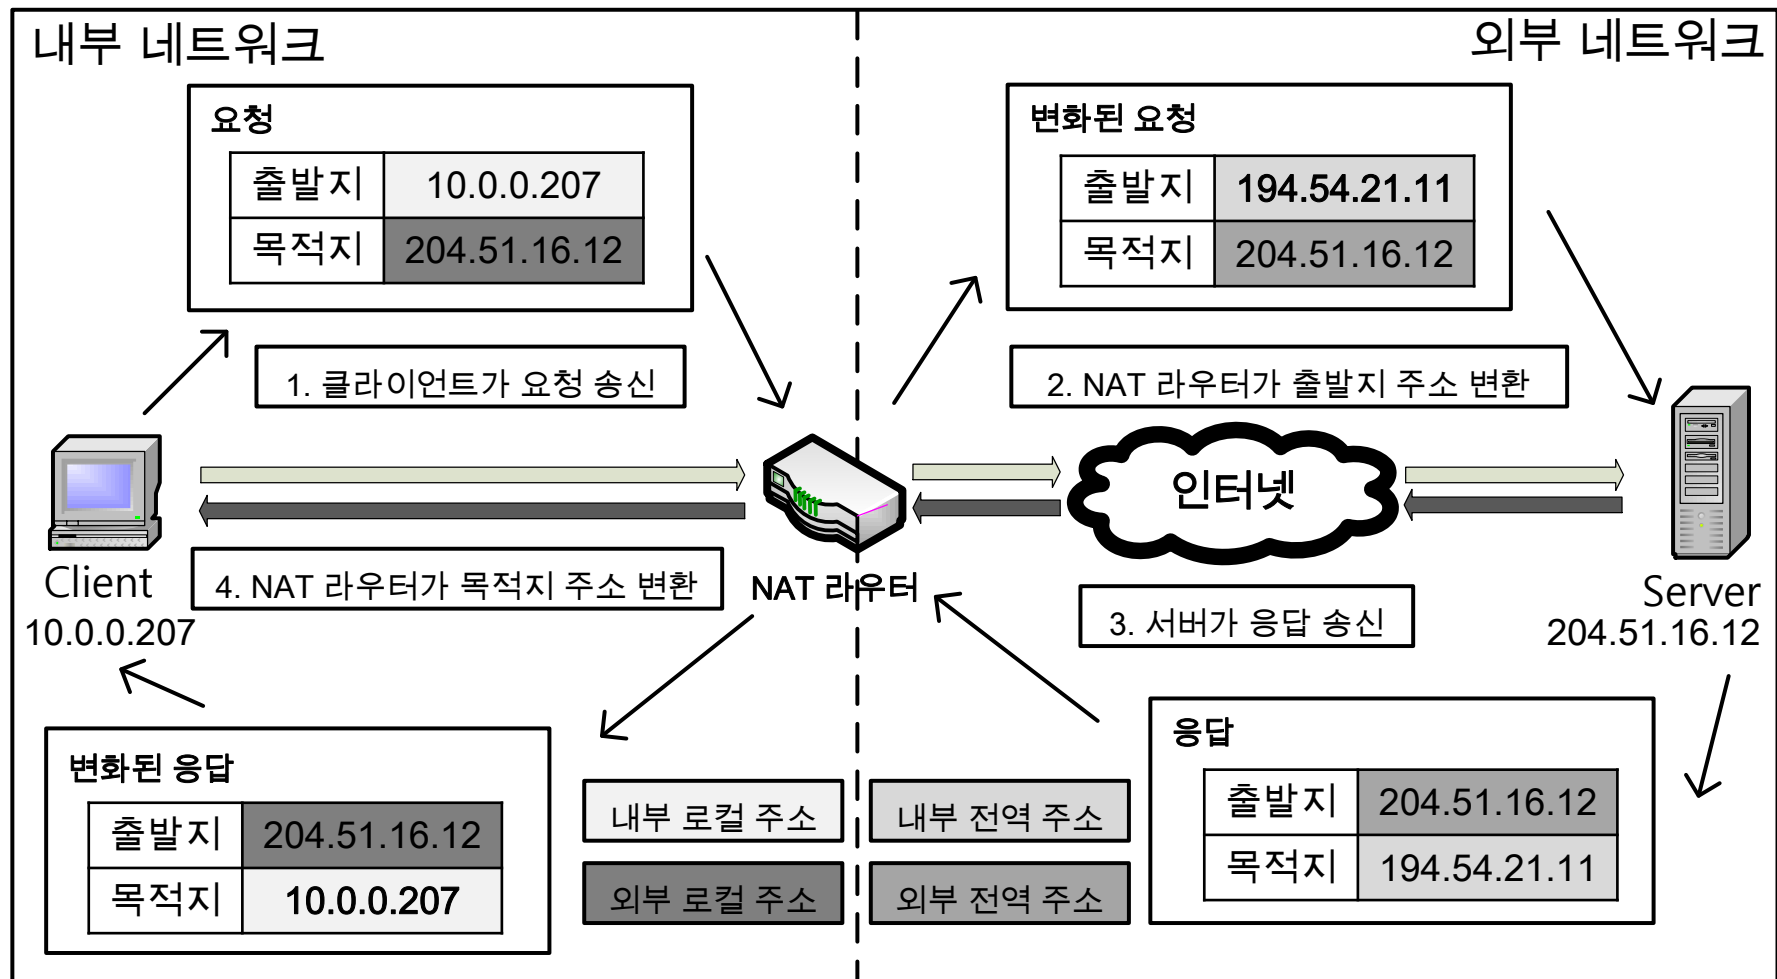 내부 네트워크
외부 네트워크
요청
출발지 10.0.0.207
목적지 204.51.16.12
변화된 요청
출발지 194.54.21.11
목적지 204.51.16.12
1. 클라이언트가 요청 송신
2. NAT 라우터가 출발지 주소 변환
인터넷
Client
10.0.0.207
4. NAT 라우터가 목적지 주소 변환
NAT 라우터
3. 서버가 응답 송신
Server
204.51.16.12
변화된 응답
출발지 204.51.16.12
목적지 10.0.0.207
내부 로컬 주소
내부 전역 주소
외부 로컬 주소
외부 전역 주소
응답
출발지 204.51.16.12
목적지 194.54.21.11